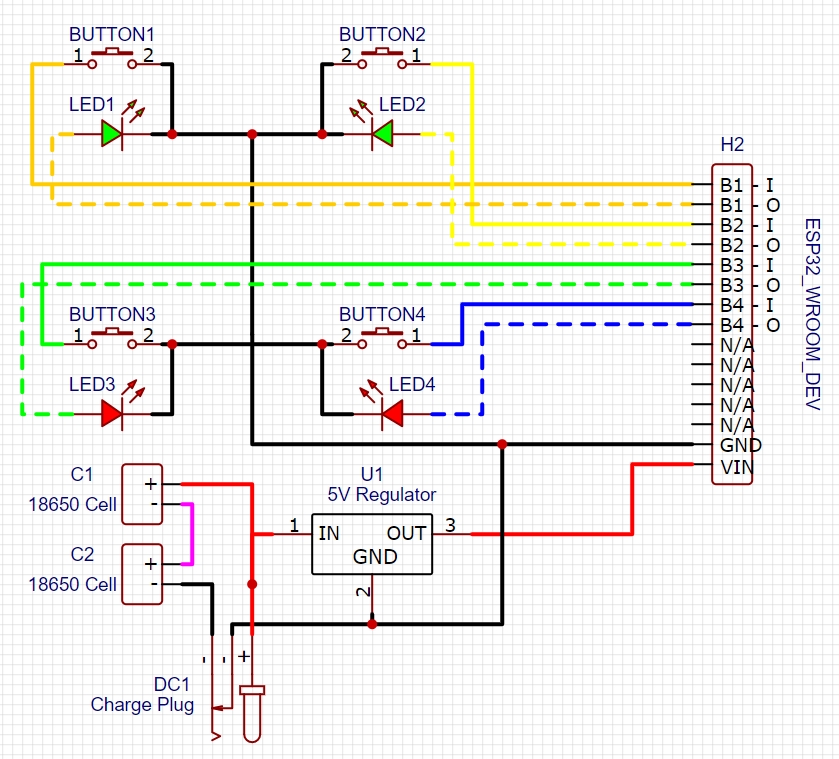 BUTTON1
1 2
BUTTON2
2 1
LED1
LED2
H2
B1 - I
B1 - O
B2 - I
B2 - O
B3 - I
B3 - O
B4 - I
B4 - O
N/A
N/A
N/A
N/A
N/A
GND
VIN
ESP32_WROOM_DEV
BUTTON3
1 2
BUTTON4
2 1
LED3
LED4
C1
18650 Cell
+
-
C2
18650 Cell
+
-
U1
5V Regulator
1 IN OUT 3
GND
2
- - +
DC1
Charge Plug